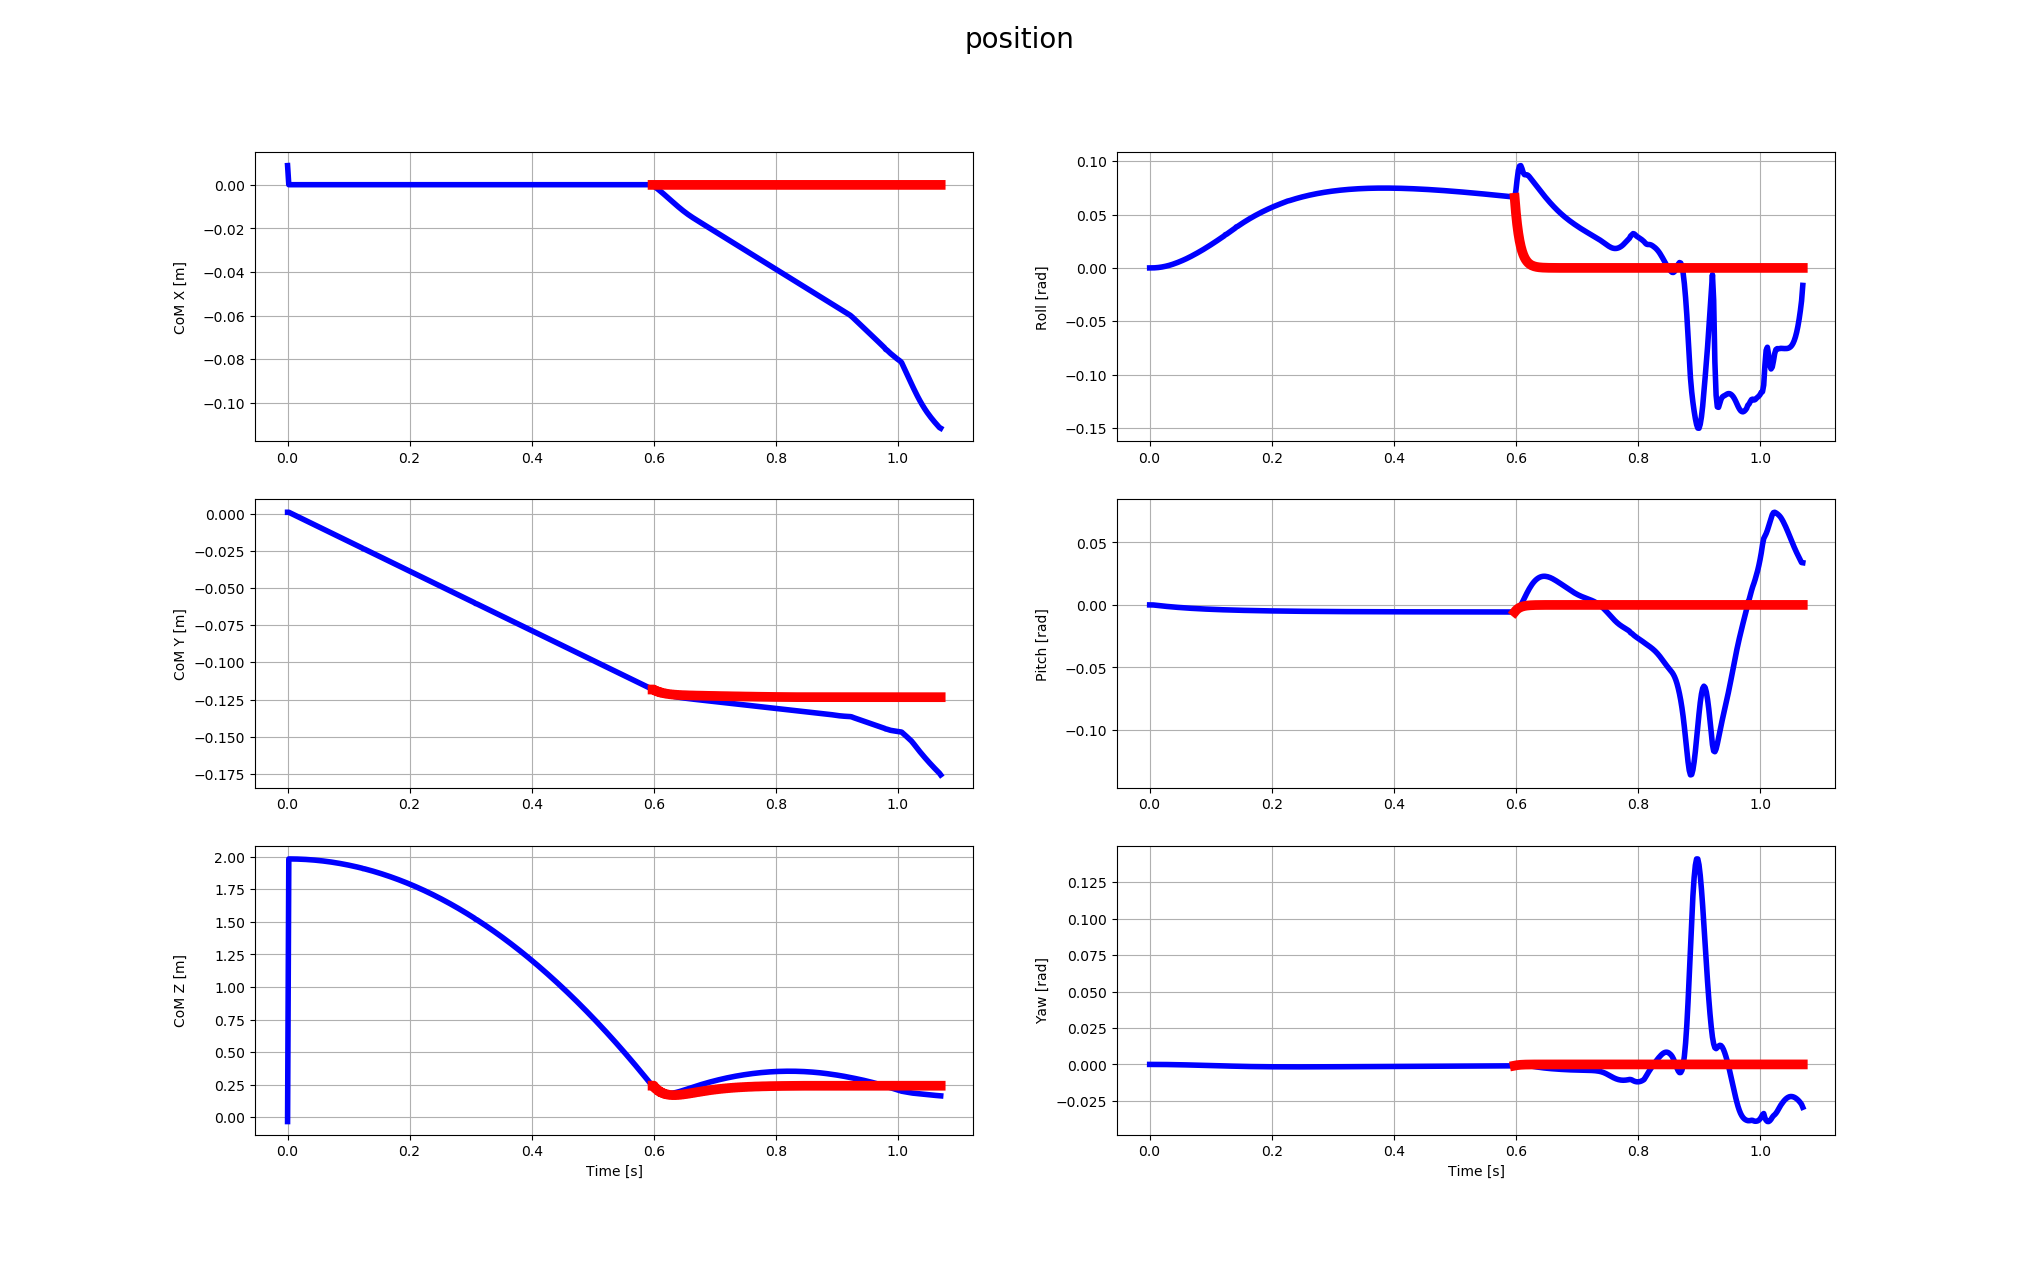 position
CoM X [m]
0.00
−0.02
−0.04
−0.06
−0.08
−0.10
0.0 0.2 0.4 0.6 0.8 1.0
Roll [rad]
0.10
0.05
0.00
−0.05
−0.10
−0.15
0.0 0.2 0.4 0.6 0.8 1.0
CoM Y [m]
0.000
−0.025
−0.050
−0.075
−0.100
−0.125
−0.150
−0.175
0.0 0.2 0.4 0.6 0.8 1.0
Pitch [rad]
0.05
0.00
−0.05
−0.10
0.0 0.2 0.4 0.6 0.8 1.0
CoM Z [m]
2.00
1.75
1.50
1.25
1.00
0.75
0.50
0.25
0.00
0.0 0.2 0.4 0.6 0.8 1.0
Time [s]
Yaw [rad]
0.125
0.100
0.075
0.050
0.025
0.000
−0.025
0.0 0.2 0.4 0.6 0.8 1.0
Time [s]